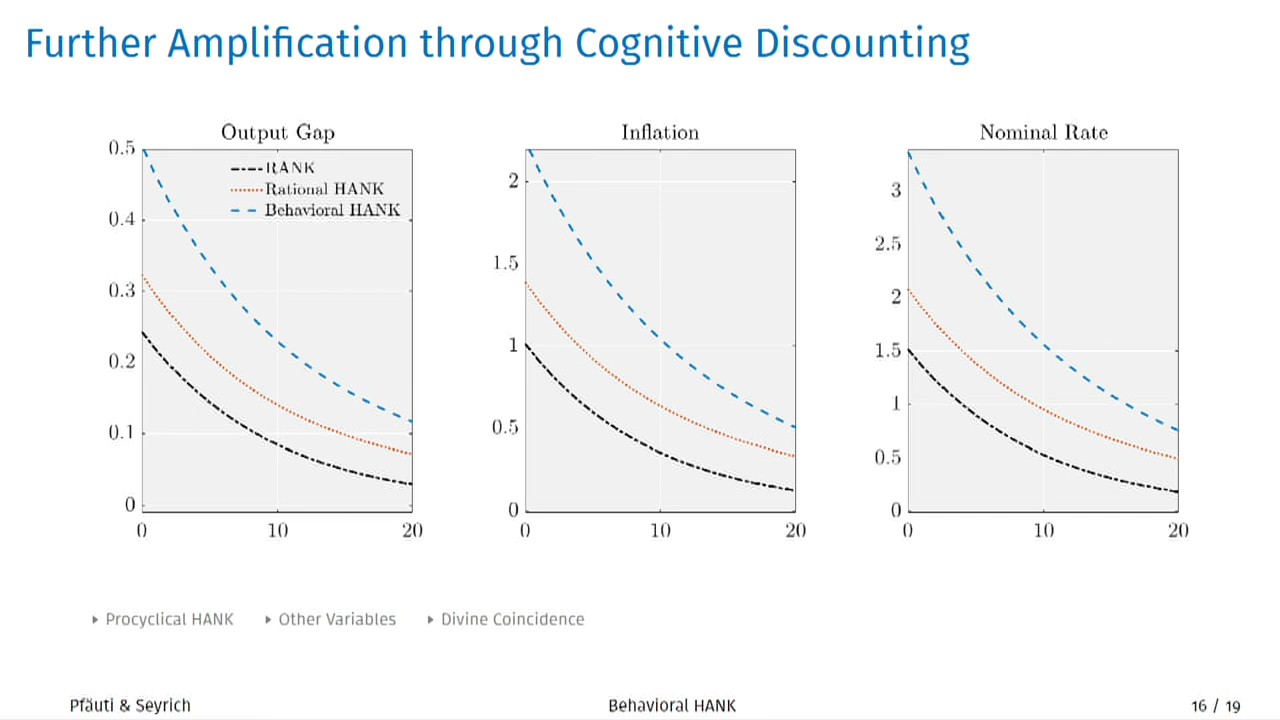 Further Amplification through Cognitive Discounting
Output Gap
0.5
0.4
0.3
0.2
0.1
0
0 10 20
RANK
Rational HANK
Behavioral HANK
Inflation
2
1.5
1
0.5
0
0 10 20
Nominal Rate
3
2.5
2
1.5
1
0.5
0
0 10 20
Procyclical HANK Other Variables Divine Coincidence
Pfäuti & Seyrich Behavioral HANK 16 / 19